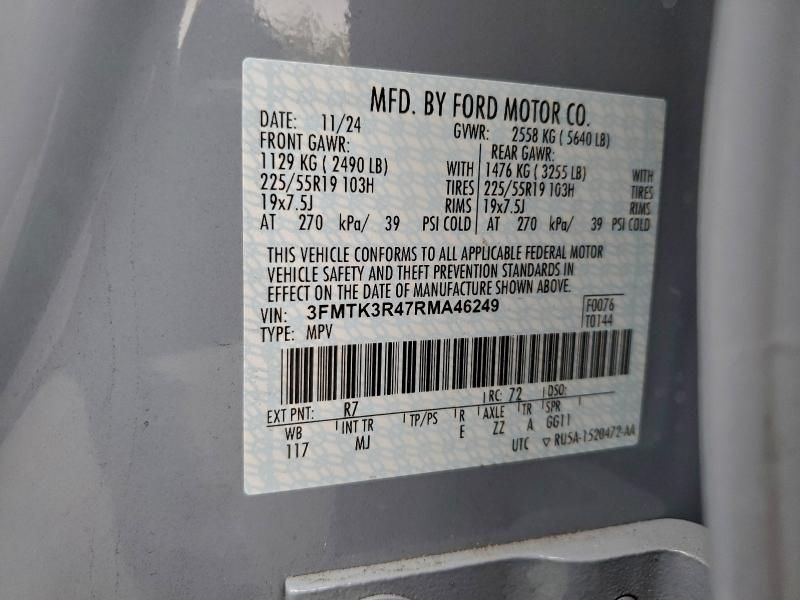 MFD. BY FORD MOTOR CO.
DATE: 11/24 GVWR: 2558 KG ( 5640 LB)
FRONT GAWR: REAR GAWR:
1129 KG ( 2490 LB) WITH 1476 KG ( 3255 LB) WITH
225/55R19 103H TIRES 225/55R19 103H TIRES
19x7.5J RIMS 19x7.5J RIMS
AT 270 kPa/ 39 PSI COLD AT 270 kPa/ 39 PSI COLD
THIS VEHICLE CONFORMS TO ALL APPLICABLE FEDERAL MOTOR
VEHICLE SAFETY AND THEFT PREVENTION STANDARDS IN
EFFECT ON THE DATE OF MANUFACTURE SHOWN ABOVE.
VIN: 3FMTK3R47RMA46249 F0076
TYPE: MPV T0144
EXT PNT: R7 RC: 72 DSO:
WB INT TR TP/PS R AXLE TR SPR
117 MJ E ZZ A GG11
UTC ▽ RU5A-1520472-AA